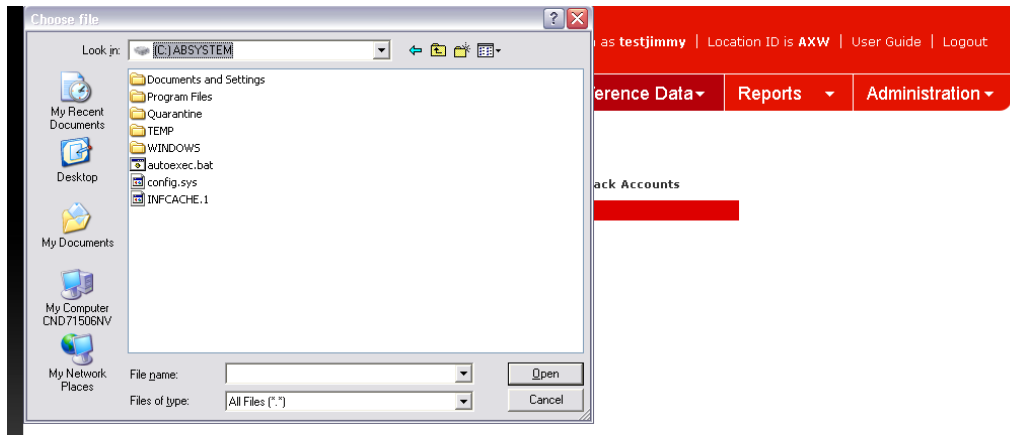 Choose file
Look in:
(C:) ABSYSTEM
My Recent
Documents
Desktop
My Documents
My Computer
CND71506NV
My Network
Places
Documents and Settings
Program Files
Quarantine
TEMP
WINDOWS
autoexec.bat
config.sys
INFCACHE.1
File name:
Open
Files of type:
All Files (*.*)
Cancel
as testjimmy | Location ID is AXW | User Guide | Logout
erence Data
Reports
Administration
ack Accounts